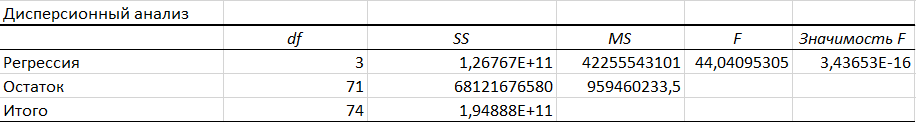 Дисперсионный анализ
df SS MS F Значимость F
Регрессия 3 1,26767E+11 42255543101 44,04095305 3,43653E-16
Остаток 71 68121676580 959460233,5
Итого 74 1,94888E+11